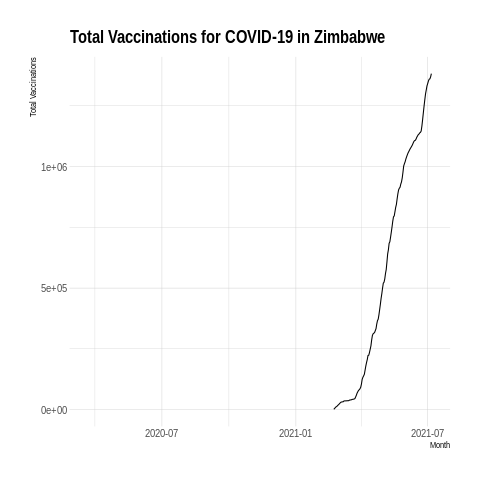 Total Vaccinations for COVID-19 in Zimbabwe
Total Vaccinations
1e+06
5e+05
0e+00
2020-07 2021-01 2021-07
Month